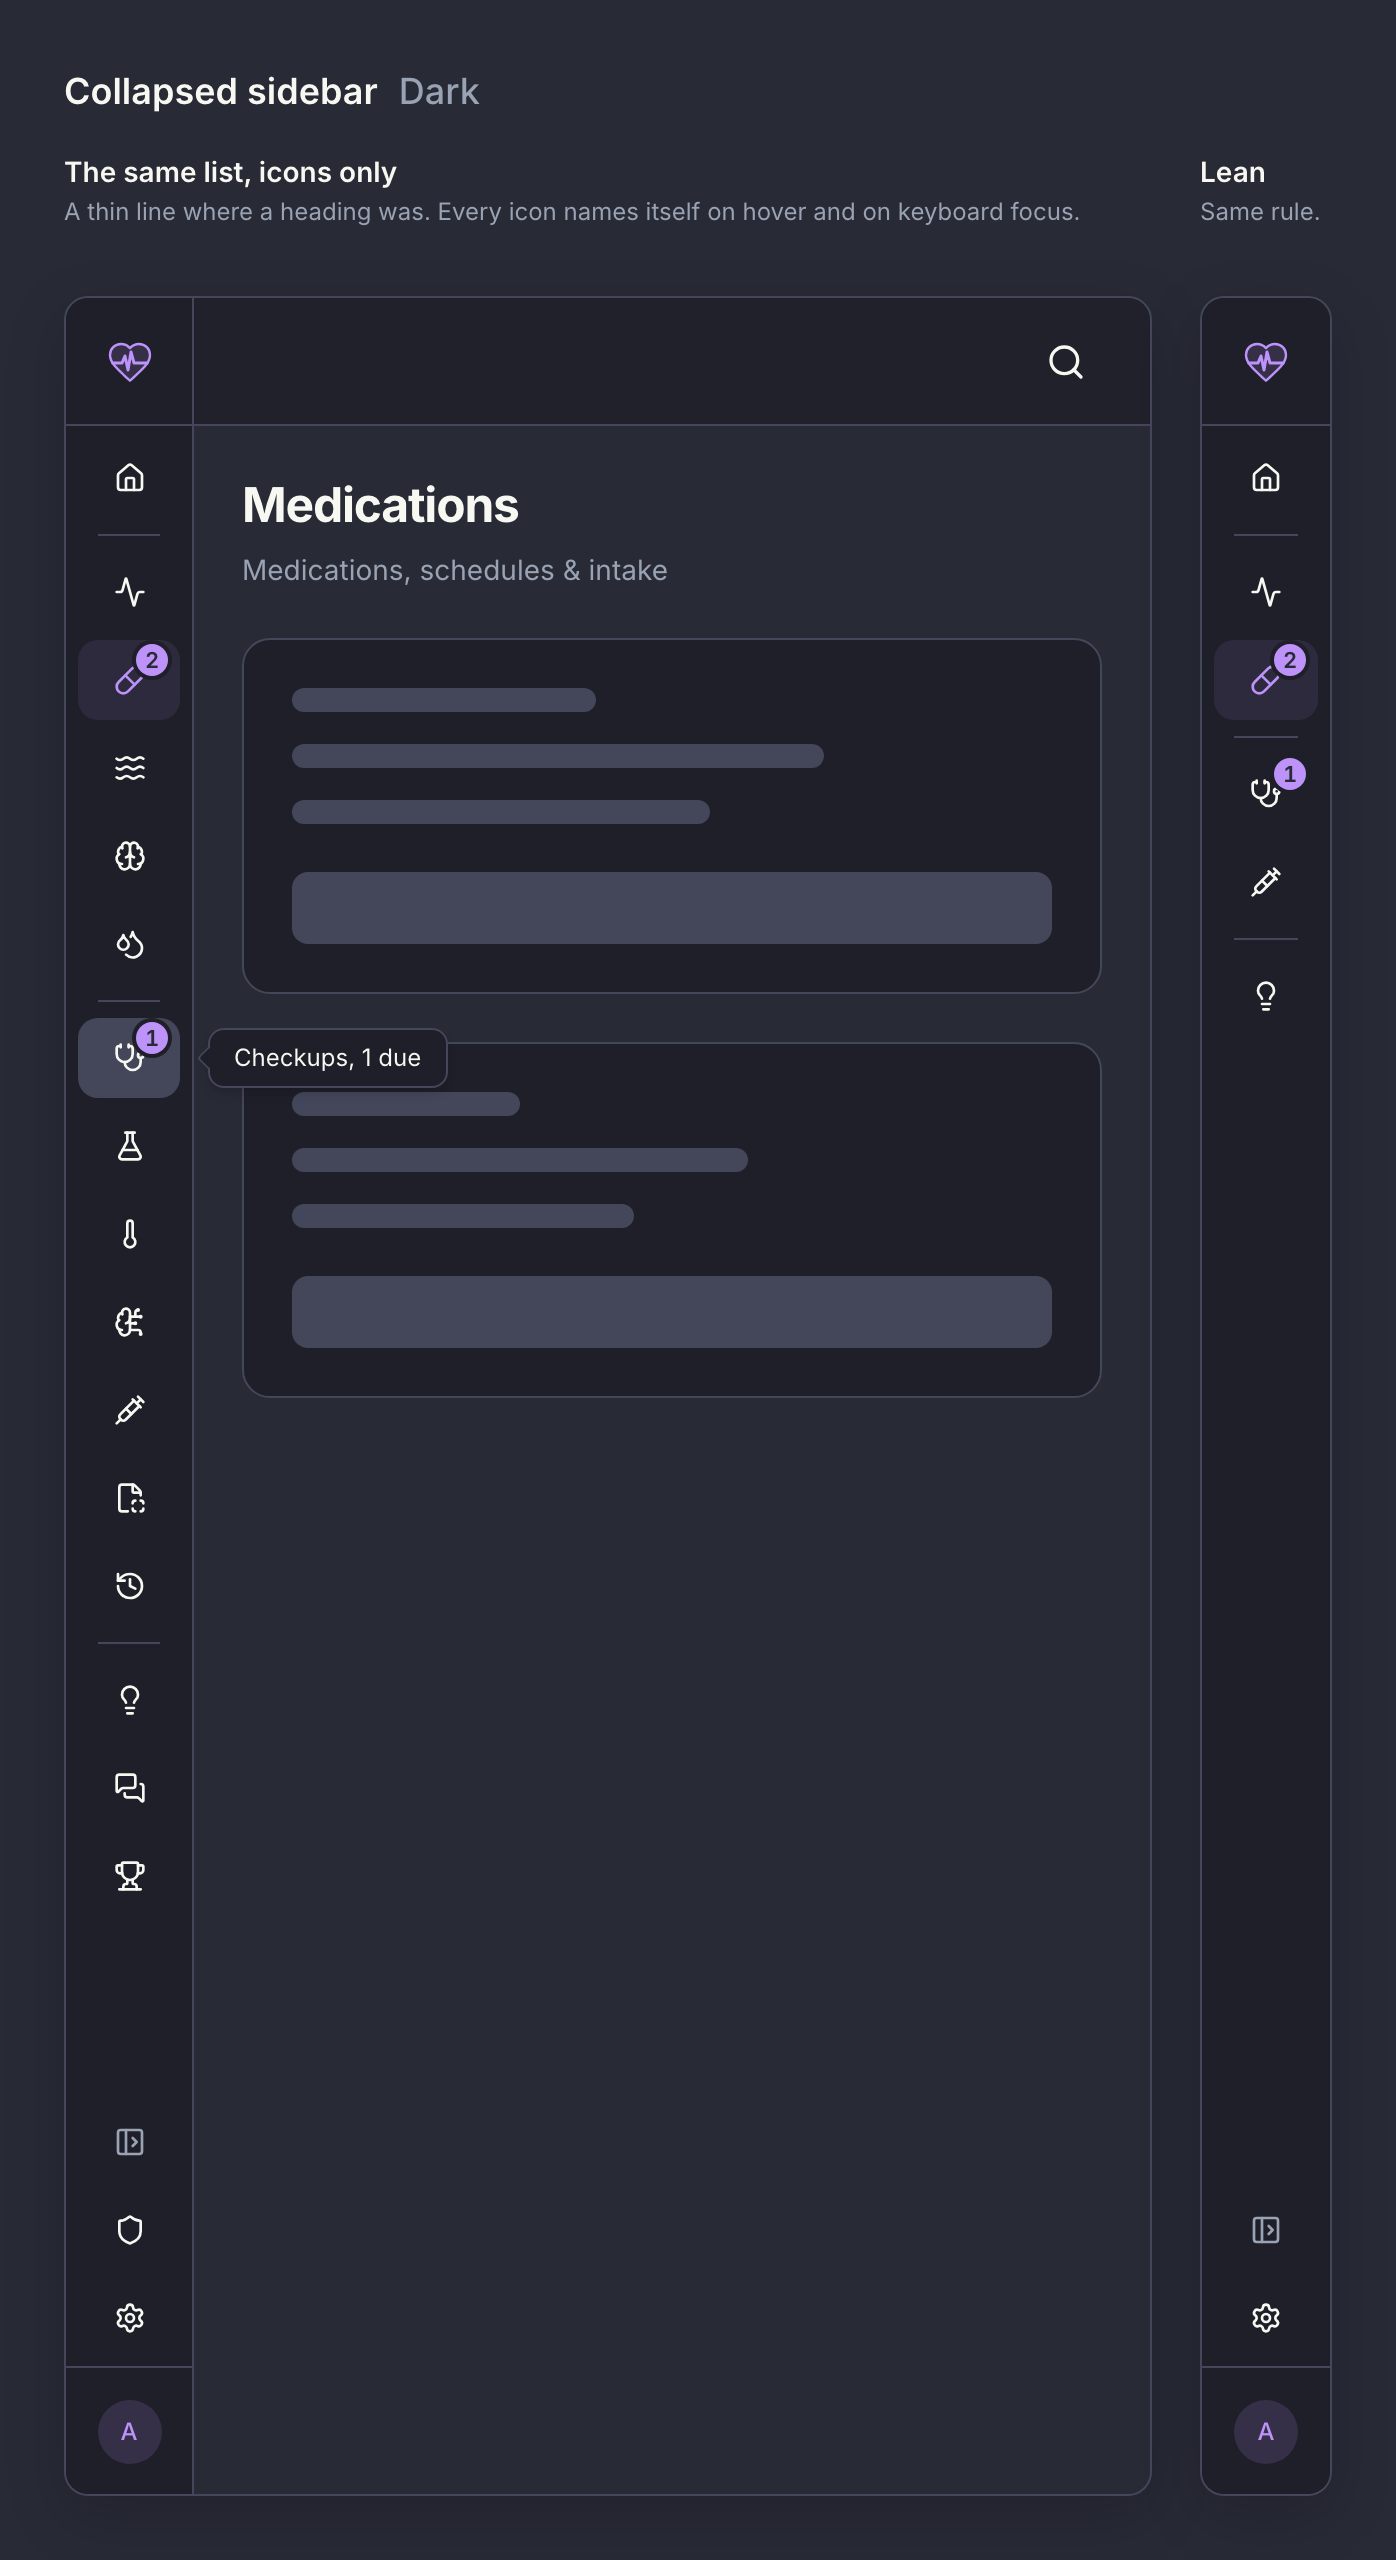 Collapsed sidebar Dark
The same list, icons only
A thin line where a heading was. Every icon names itself on hover and on keyboard focus.
Lean
Same rule.
Medications
Medications, schedules & intake
2
1
Checkups, 1 due
A
2
1
A